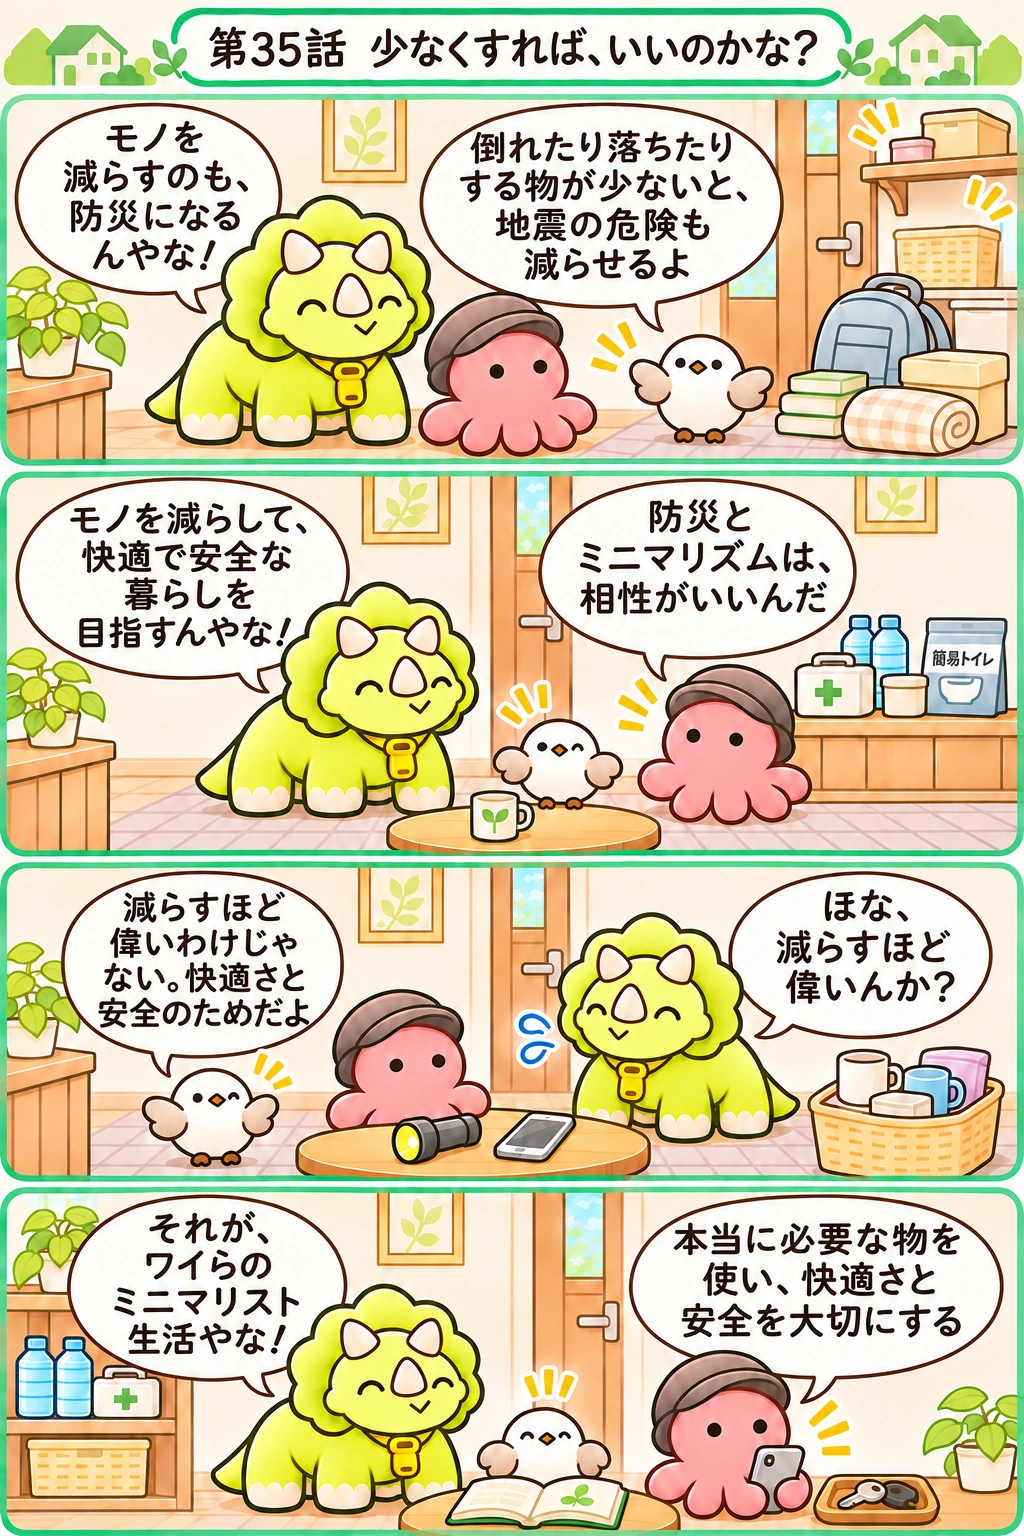 第35話 少なくすれば、いいのかな?
モノを
減らすのも、
防災になる
んやな!
倒れたり落ちたり
する物が少ないと、
地震の危険も
減らせるよ
モノを減らして、
快適で安全な
暮らしを
目指すんやな!
防災と
ミニマリズムは、
相性がいいんだ
簡易トイレ
減らすほど
偉いわけじゃ
ない。快適さと
安全のためだよ
ほな、
減らすほど
偉いんか?
それが、
ワイらの
ミニマリスト
生活やな!
本当に必要な物を
使い、快適さと
安全を大切にする